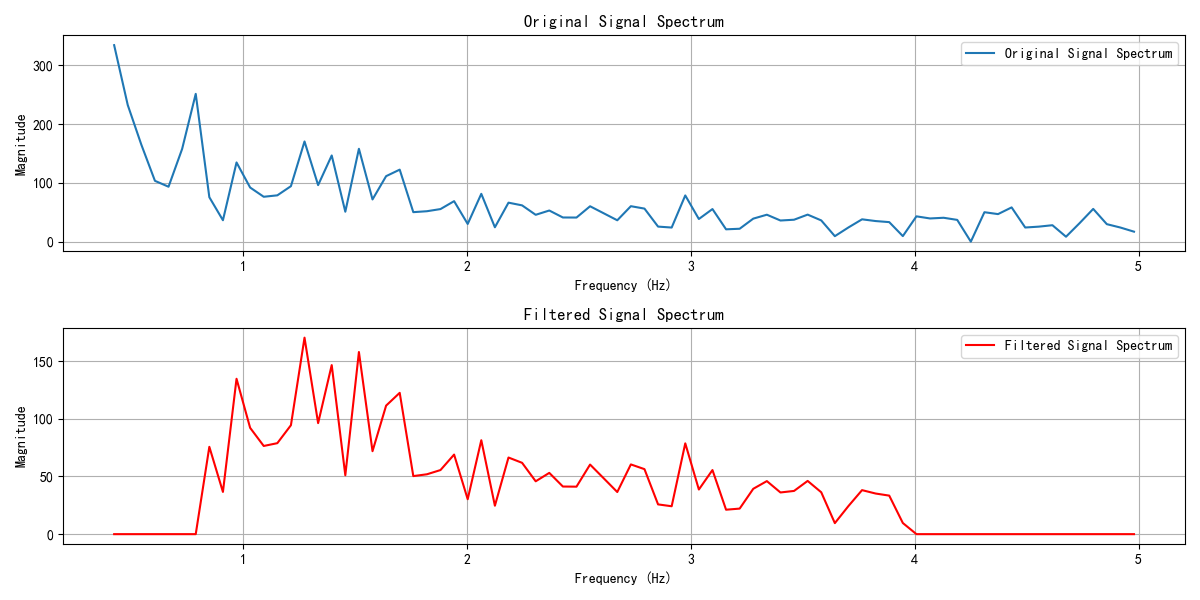 Original Signal Spectrum
Original Signal Spectrum
300
200
100
0
Magnitude
1 2 3 4 5
Frequency (Hz)
Filtered Signal Spectrum
Filtered Signal Spectrum
150
100
50
0
Magnitude
1 2 3 4 5
Frequency (Hz)